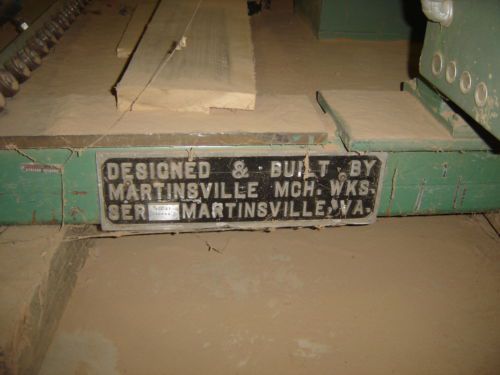 DESIGNED & BUILT BY
MARTINSVILLE MCH. WKS.
SER MARTINSVILLE, VA.